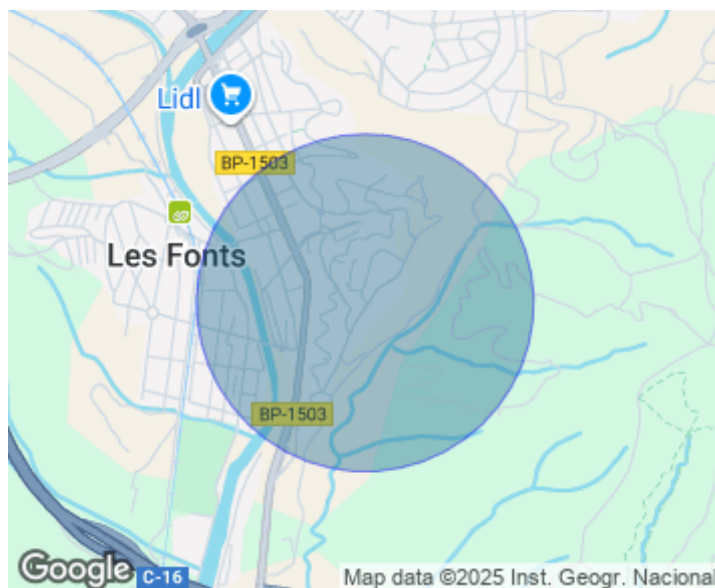 Lidl
BP-1503
Les Fonts
BP-1503
Google
C-16
Map data ©2025 Inst. Geogr. Nacional